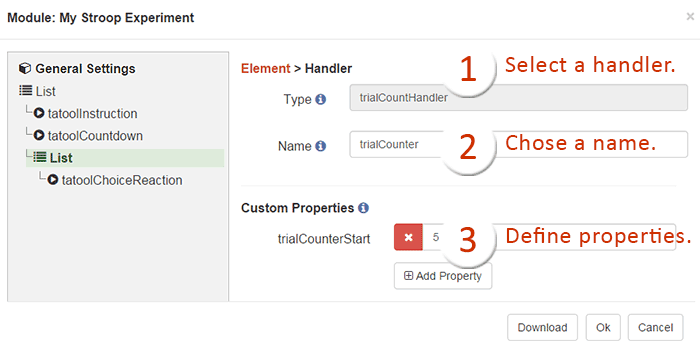 Module: My Stroop Experiment
×
General Settings
List
tatoolInstruction
tatoolCountdown
List
tatoolChoiceReaction
Element > Handler
Type
trialCountHandler
1 Select a handler.
Name
trialCounter
2 Chose a name.
Custom Properties
trialCounterStart
5
3 Define properties.
Add Property
Download Ok Cancel